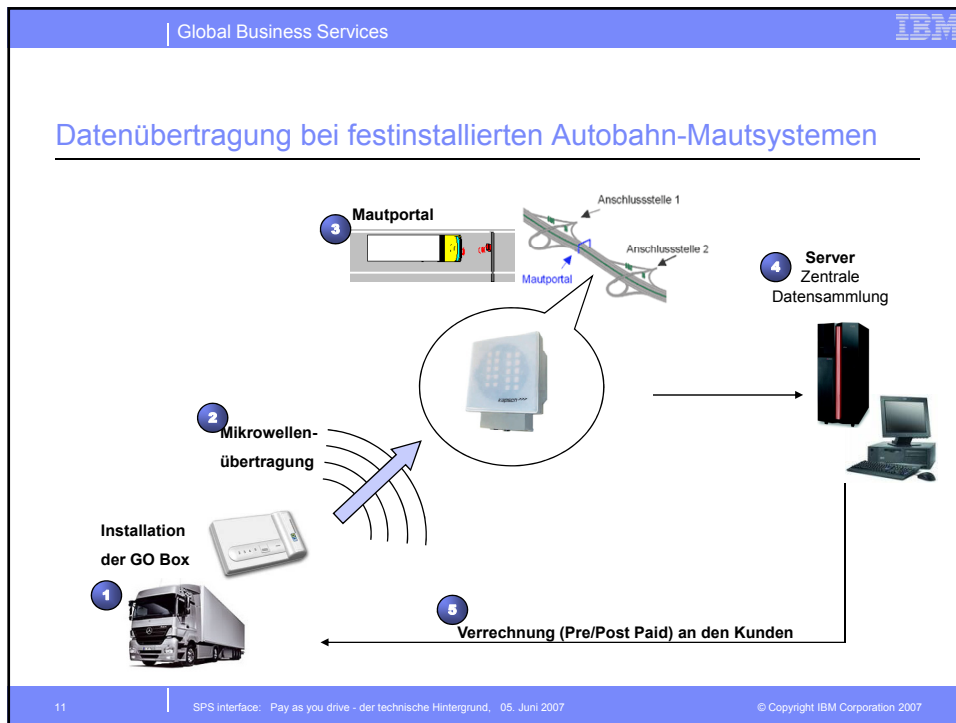 Global Business Services
IBM
Datenübertragung bei festinstallierten Autobahn-Mautsystemen
3
Mautportal
Anschlussstelle 1
Anschlussstelle 2
Mautportal
4
Server
Zentrale
Datensammlung
2
Mikrowellen-
übertragung
Installation
der GO Box
1
5
Verrechnung (Pre/Post Paid) an den Kunden
11
SPS interface: Pay as you drive - der technische Hintergrund, 05. Juni 2007
© Copyright IBM Corporation 2007